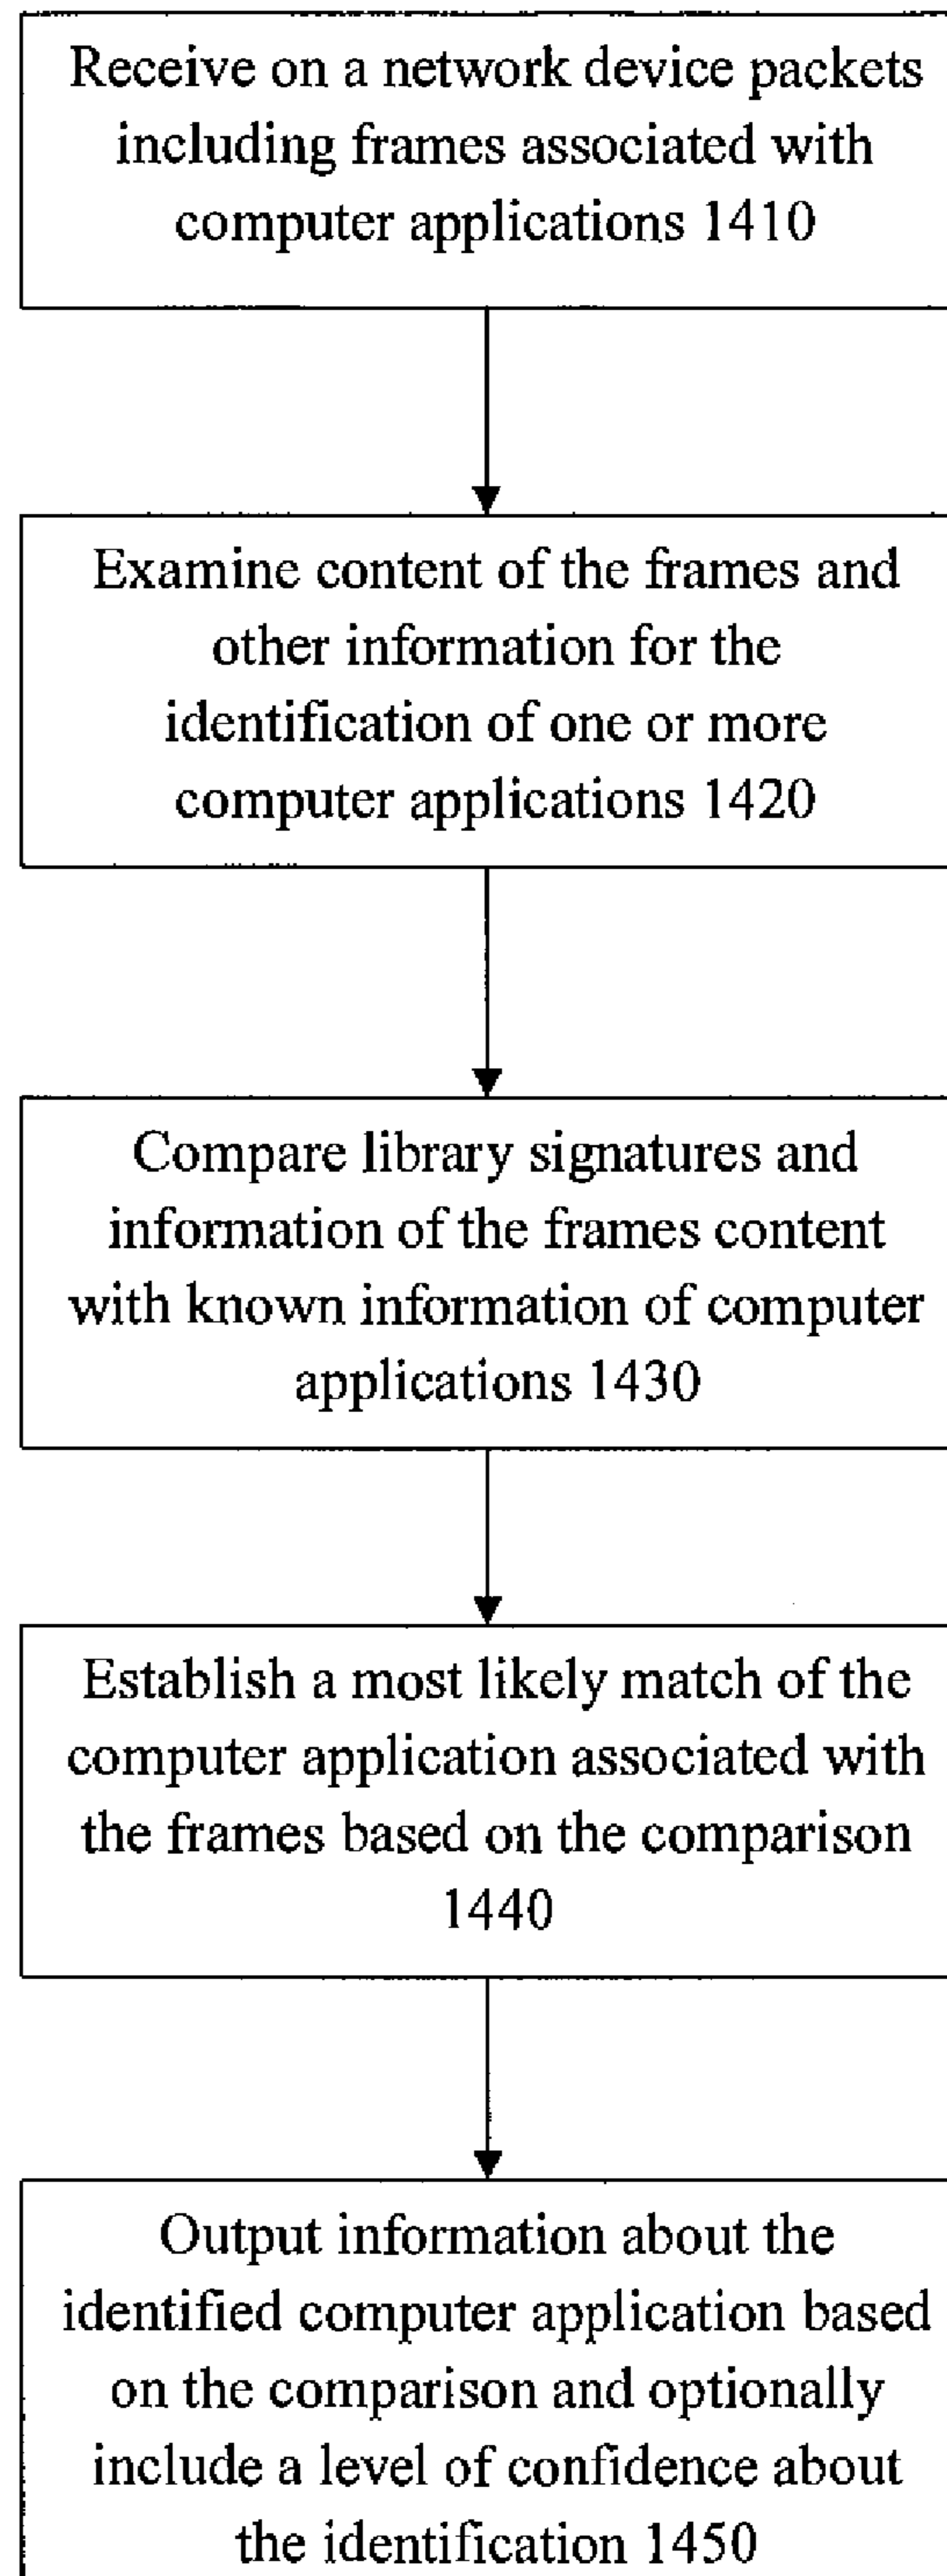 Receive on a network device packets
including frames associated with
computer applications 1410
Examine content of the frames and
other information for the
identification of one or more
computer applications 1420
Compare library signatures and
information of the frames content
with known information of computer
applications 1430
Establish a most likely match of the
computer application associated with
the frames based on the comparison
1440
Output information about the
identified computer application based
on the comparison and optionally
include a level of confidence about
the identification 1450